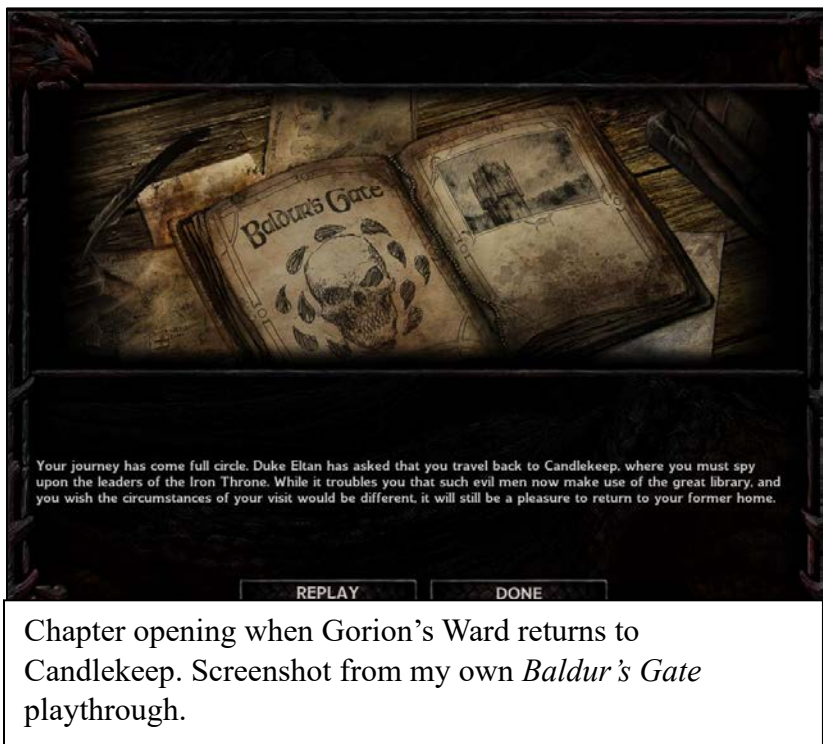 Baldur's Gate
Your journey has come full circle. Duke Eltan has asked that you travel back to Candlekeep, where you must spy
upon the leaders of the Iron Throne. While it troubles you that such evil men now make use of the great library, and
you wish the circumstances of your visit would be different, it will still be a pleasure to return to your former home.
REPLAY
DONE
Chapter opening when Gorion’s Ward returns to
Candlekeep. Screenshot from my own Baldur’s Gate
playthrough.